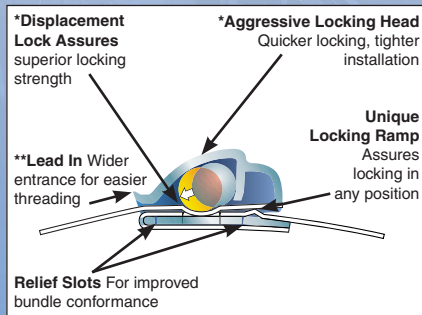 *Displacement
Lock Assures
superior locking
strength
*Aggressive Locking Head
Quicker locking, tighter
installation
Unique
Locking Ramp
Assures
locking in
any position
**Lead In Wider
entrance for easier
threading
Relief Slots For improved
bundle conformance